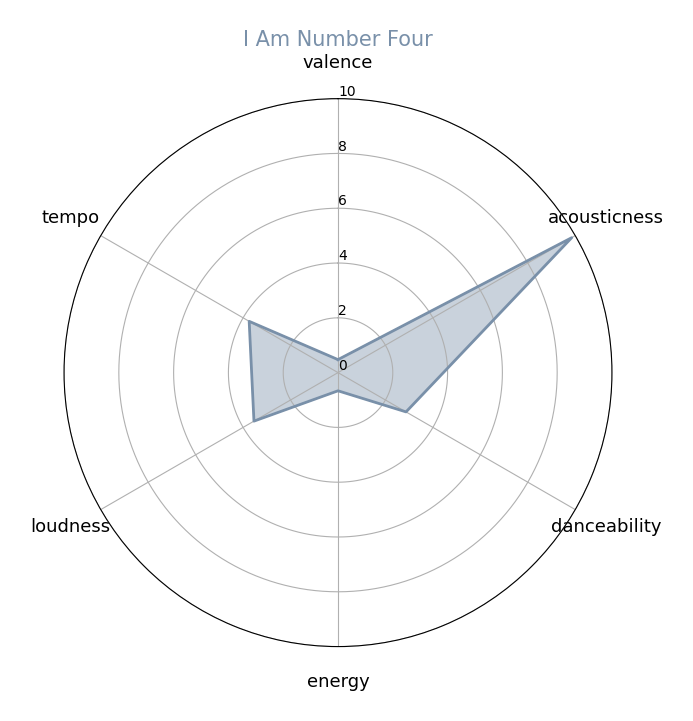 I Am Number Four
valence
10
8
6
4
2
0
tempo
acousticness
loudness
danceability
energy